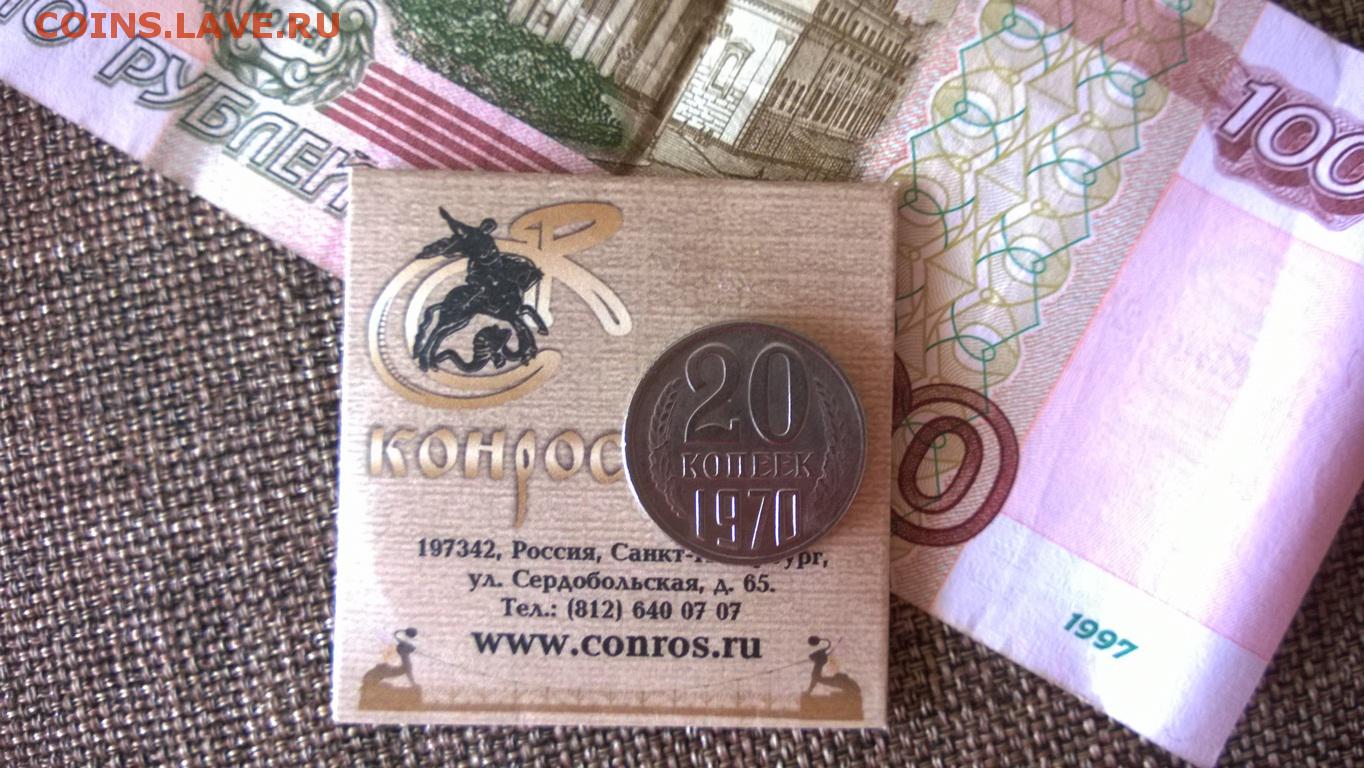 COINS.LAVE.RU
РУБЛЕЙ
100
КОНРОС
20
КОПЕЕК
1970
197342, Россия, Санкт-
ул. Сердобольская, д. 65.
Тел.: (812) 640 07 07
www.conros.ru
1997